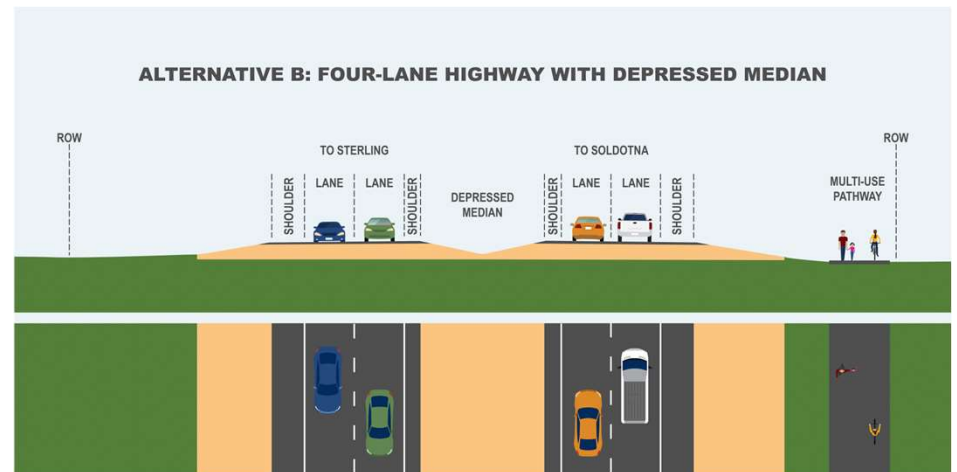 ALTERNATIVE B: FOUR-LANE HIGHWAY WITH DEPRESSED MEDIAN
ROW
ROW
TO STERLING
TO SOLDOTNA
SHOULDER
LANE
LANE
SHOULDER
DEPRESSED
MEDIAN
SHOULDER
LANE
LANE
SHOULDER
MULTI-USE
PATHWAY